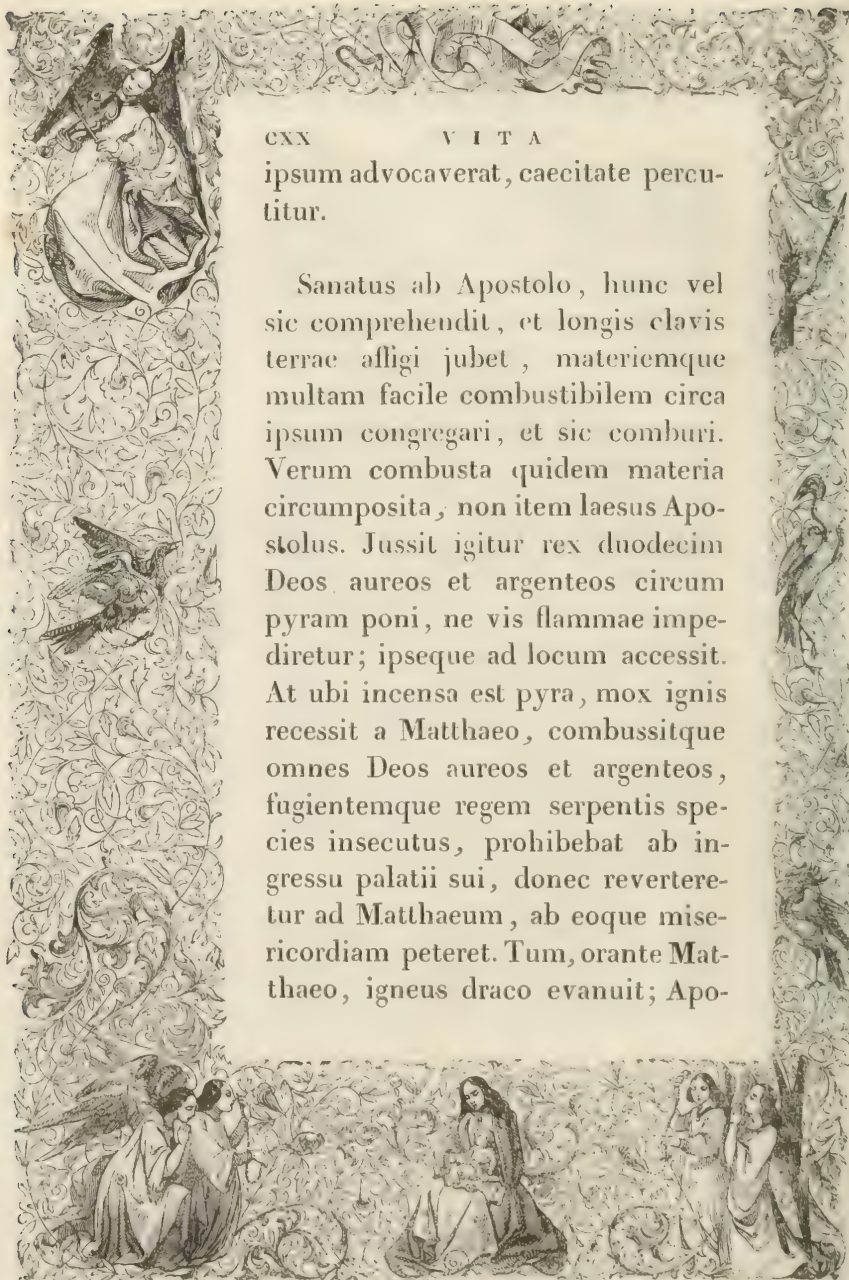 CXX VITA
ipsum advocaverat, caecitate percu-
titur.
Sanatus ab Apostolo, hunc vel
sic comprehendit, et longis clavis
terrae affigi jubet, materiemque
multam facile combustibilem circa
ipsum congregari, et sic comburi.
Verum combusta quidem materia
circumposita, non item laesus Apo-
stolus. Jussit igitur rex duodecim
Deos aureos et argenteos circum
pyram poni, ne vis flammae impe-
diretur; ipseque ad locum accessit.
At ubi incensa est pyra, mox ignis
recessit a Matthaeo, combussitque
omnes Deos aureos et argenteos,
fugientemque regem serpentis spe-
cies insecutus, prohibebat ab in-
gressu palatii sui, donec revertere-
tur ad Matthaeum, ab eoque mise-
ricordiam peteret. Tum, orante Mat-
thaeo, igneus draco evanuit; Apo-